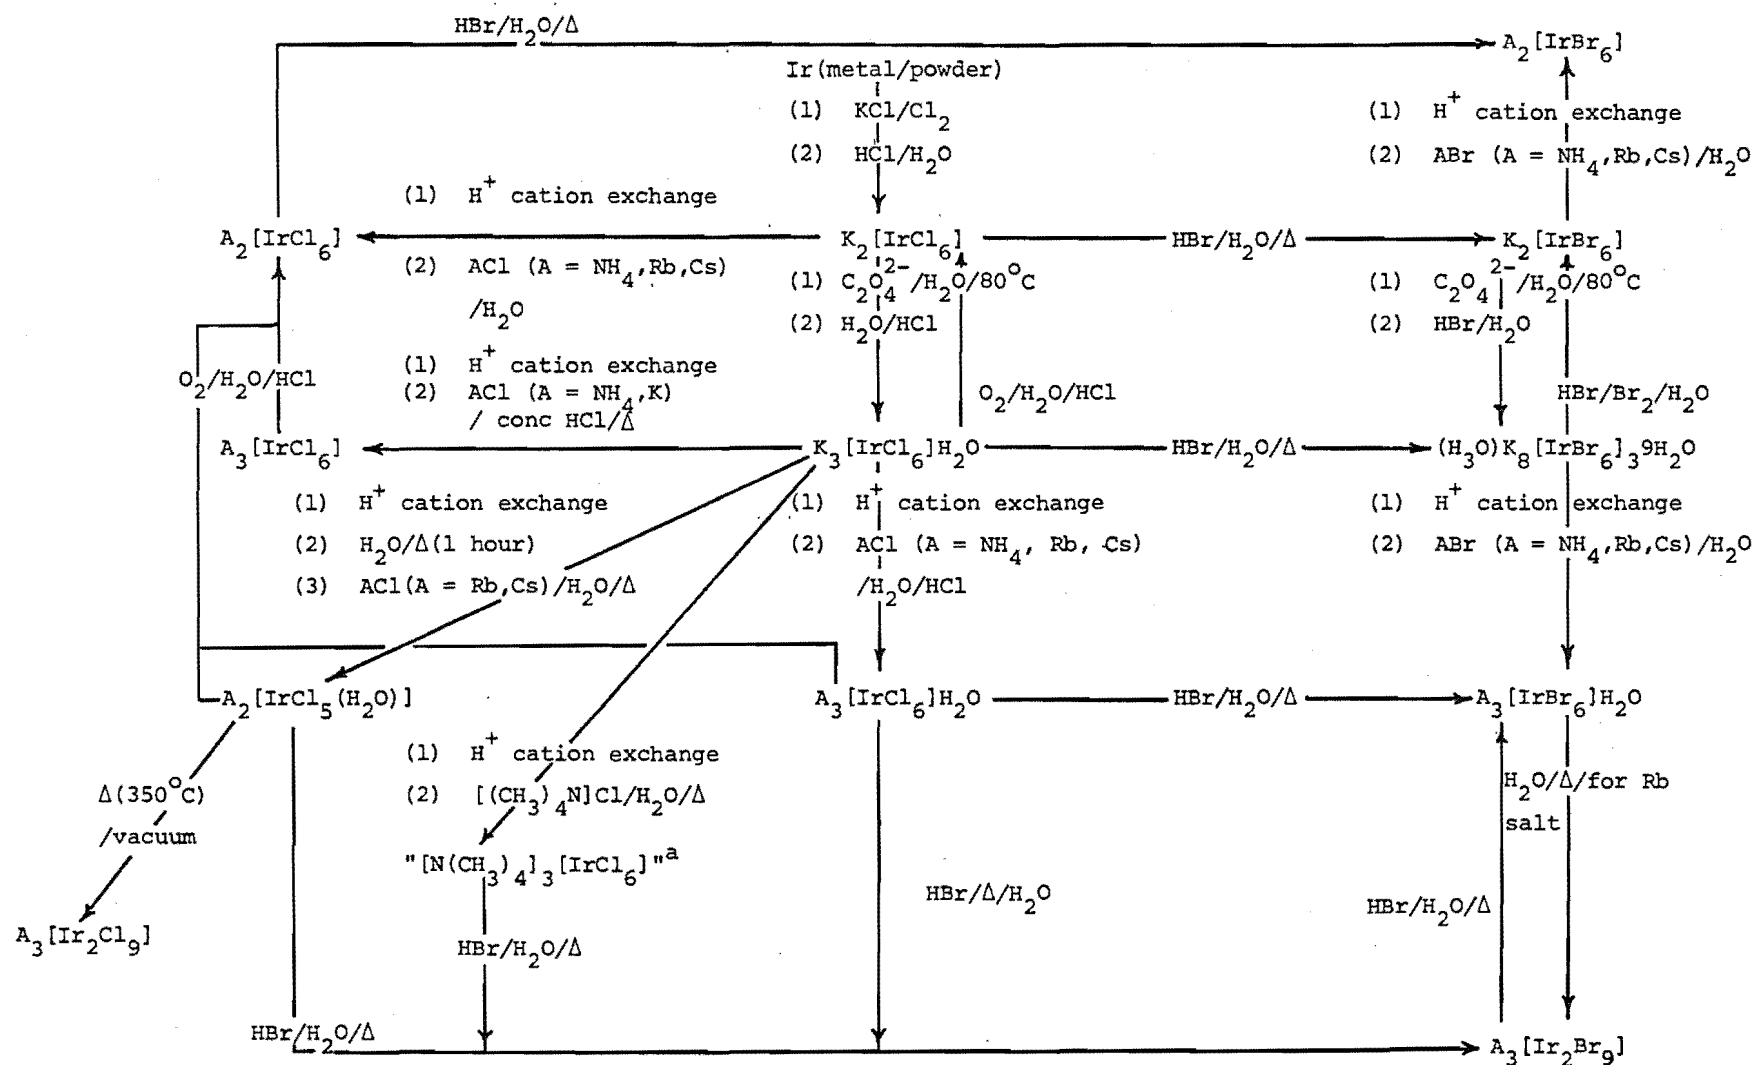 HBr/H₂O/Δ
A₂[IrBr₆]
Ir(metal/powder)
(1) KCl/Cl₂
(2) HCl/H₂O
(1) H⁺ cation exchange
(2) ABr (A = NH₄,Rb,Cs)/H₂O
(1) H⁺ cation exchange
A₂[IrCl₆]
K₂[IrCl₆]
HBr/H₂O/Δ
K₂[IrBr₆]
(2) ACl (A = NH₄,Rb,Cs)
/H₂O
(1) C₂O₄²⁻/H₂O/80°C
(2) H₂O/HCl
(1) C₂O₄²⁻/H₂O/80°C
(2) HBr/H₂O
O₂/H₂O/HCl
(1) H⁺ cation exchange
(2) ACl (A = NH₄,K)
/ conc HCl/Δ
O₂/H₂O/HCl
HBr/Br₂/H₂O
A₃[IrCl₆]
K₃[IrCl₆]H₂O
HBr/H₂O/Δ
(H₃O)K₈[IrBr₆]₃9H₂O
(1) H⁺ cation exchange
(2) H₂O/Δ(1 hour)
(3) ACl(A = Rb,Cs)/H₂O/Δ
(1) H⁺ cation exchange
(2) ACl (A = NH₄, Rb, Cs)
/H₂O/HCl
(1) H⁺ cation exchange
(2) ABr (A = NH₄,Rb,Cs)/H₂O
A₂[IrCl₅(H₂O)]
A₃[IrCl₆]H₂O
HBr/H₂O/Δ
A₃[IrBr₆]H₂O
(1) H⁺ cation exchange
(2) [(CH₃)₄N]Cl/H₂O/Δ
Δ(350°C)
/vacuum
H₂O/Δ/for Rb
salt
"[N(CH₃)₄]₃[IrCl₆]"ᵃ
HBr/Δ/H₂O
HBr/H₂O/Δ
A₃[Ir₂Cl₉]
HBr/H₂O/Δ
HBr/H₂O/Δ
A₃[Ir₂Br₉]